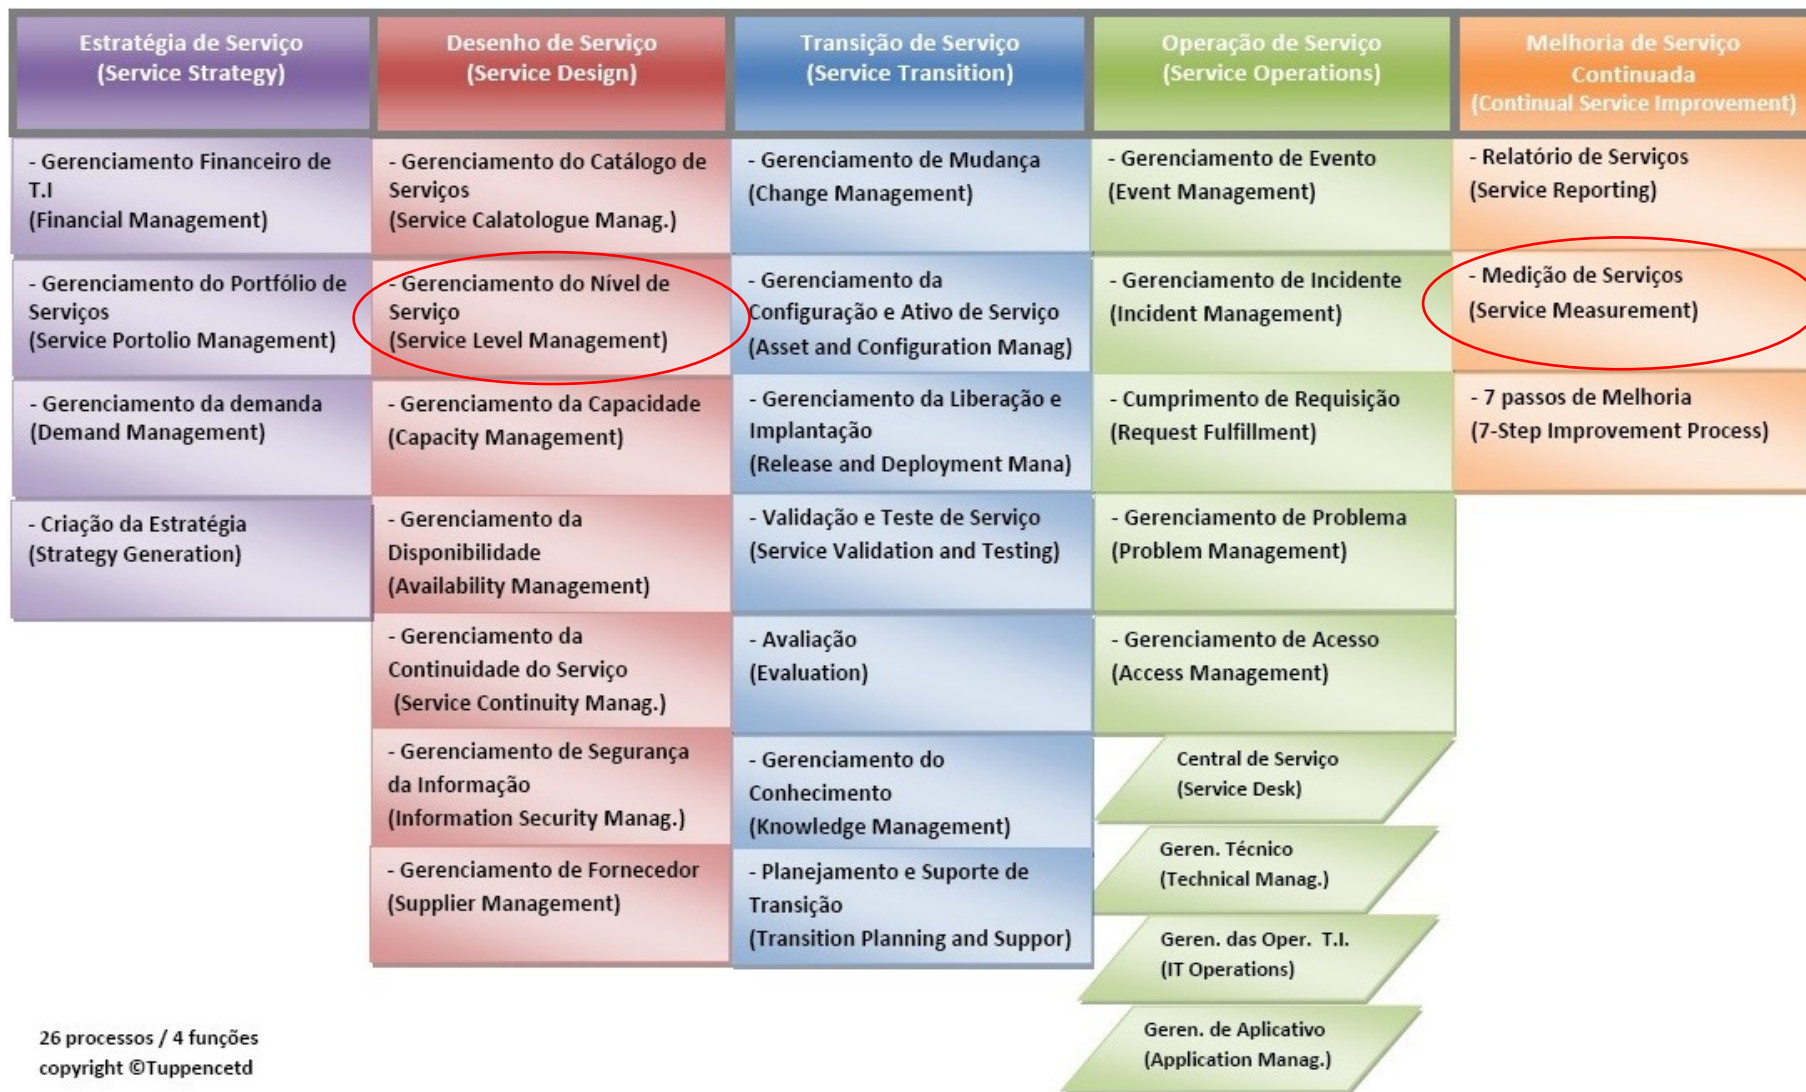 Estratégia de Serviço
(Service Strategy)
Desenho de Serviço
(Service Design)
Transição de Serviço
(Service Transition)
Operação de Serviço
(Service Operations)
Melhoria de Serviço
Continuada
(Continual Service Improvement)
- Gerenciamento Financeiro de
T.I
(Financial Management)
- Gerenciamento do Portfólio de
Serviços
(Service Portolio Management)
- Gerenciamento da demanda
(Demand Management)
- Criação da Estratégia
(Strategy Generation)
- Gerenciamento do Catálogo de
Serviços
(Service Calatologue Manag.)
- Gerenciamento do Nível de
Serviço
(Service Level Management)
- Gerenciamento da Capacidade
(Capacity Management)
- Gerenciamento da
Disponibilidade
(Availability Management)
- Gerenciamento da
Continuidade do Serviço
(Service Continuity Manag.)
- Gerenciamento de Segurança
da Informação
(Information Security Manag.)
- Gerenciamento de Fornecedor
(Supplier Management)
- Gerenciamento de Mudança
(Change Management)
- Gerenciamento da
Configuração e Ativo de Serviço
(Asset and Configuration Manag)
- Gerenciamento da Liberação e
Implantação
(Release and Deployment Mana)
- Validação e Teste de Serviço
(Service Validation and Testing)
- Avaliação
(Evaluation)
- Gerenciamento do
Conhecimento
(Knowledge Management)
- Planejamento e Suporte de
Transição
(Transition Planning and Suppor)
- Gerenciamento de Evento
(Event Management)
- Gerenciamento de Incidente
(Incident Management)
- Cumprimento de Requisição
(Request Fulfillment)
- Gerenciamento de Problema
(Problem Management)
- Gerenciamento de Acesso
(Access Management)
Central de Serviço
(Service Desk)
Geren. Técnico
(Technical Manag.)
Geren. das Oper. T.I.
(IT Operations)
Geren. de Aplicativo
(Application Manag.)
- Relatório de Serviços
(Service Reporting)
- Medição de Serviços
(Service Measurement)
- 7 passos de Melhoria
(7-Step Improvement Process)
26 processos / 4 funções
copyright ©Tuppencetd